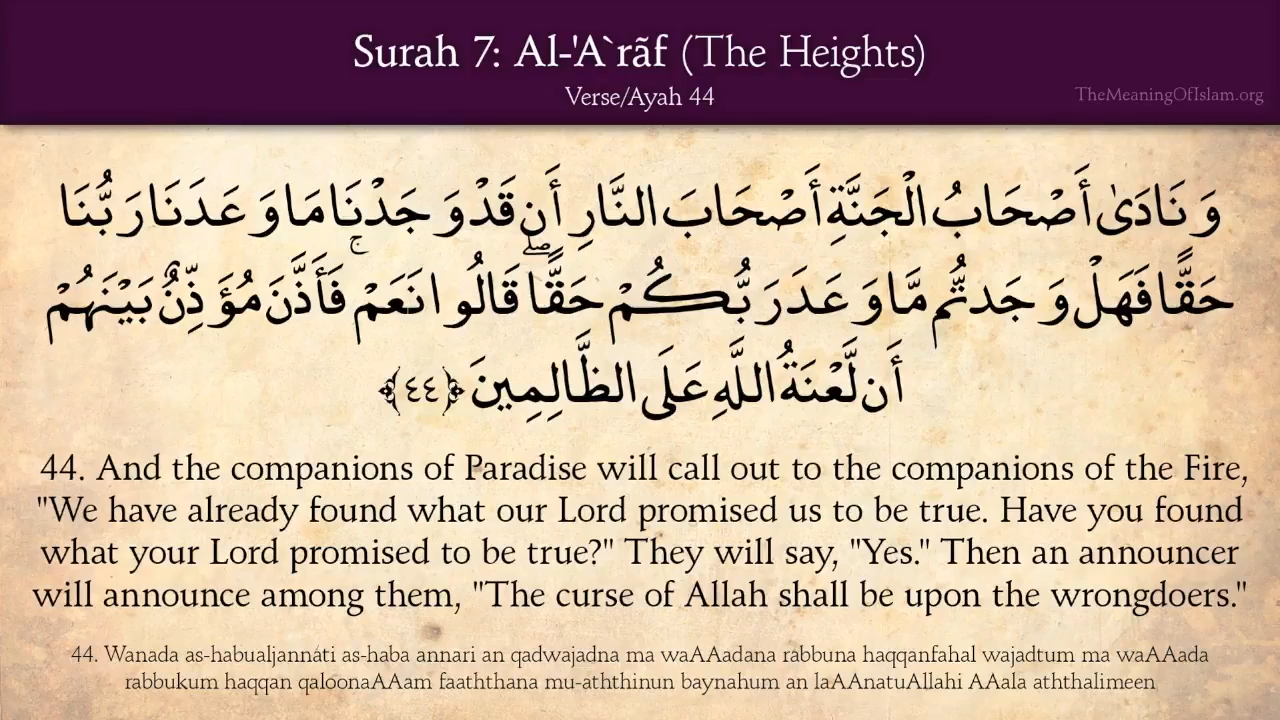 Surah 7: Al-'A`rãf (The Heights)
Verse/Ayah 44
TheMeaningOfIslam.org
وَنَادَىٰ أَصْحَابُ الْجَنَّةِ أَصْحَابَ النَّارِ أَن قَدْ وَجَدْنَا مَا وَعَدَنَا رَبُّنَا
حَقًّا فَهَلْ وَجَدتُّم مَّا وَعَدَ رَبُّكُمْ حَقًّا ۖ قَالُوا نَعَمْ ۚ فَأَذَّنَ مُؤَذِّنٌ بَيْنَهُمْ
أَن لَّعْنَةُ اللَّهِ عَلَى الظَّالِمِينَ ﴿٤٤﴾
44. And the companions of Paradise will call out to the companions of the Fire,
"We have already found what our Lord promised us to be true. Have you found
what your Lord promised to be true?" They will say, "Yes." Then an announcer
will announce among them, "The curse of Allah shall be upon the wrongdoers."
44. Wanada as-habualjannati as-haba annari an qadwajadna ma waAAadana rabbuna haqqanfahal wajadtum ma waAAada
rabbukum haqqan qaloonaAAam faaththana mu-aththinun baynahum an laAAnatuAllahi AAala aththalimeen